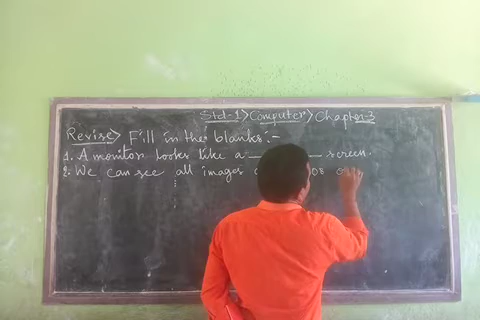 Std-1> Computer> Chapter-3
Revise> Fill in the blanks:-
1. A monitor looks like a ______ screen.
2. We can see all images